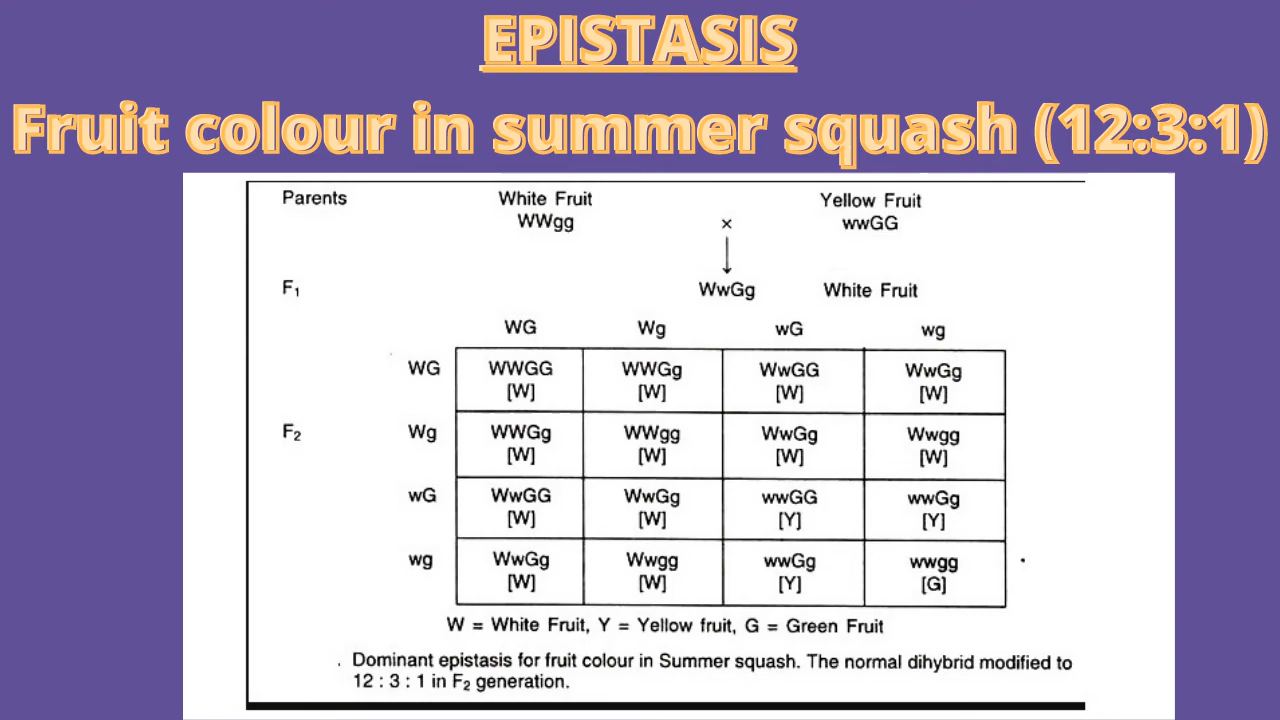 EPISTASIS
Fruit colour in summer squash (12:3:1)
Parents White Fruit Yellow Fruit
WWgg × wwGG
F₁ WwGg White Fruit
WG Wg wG wg
WG WWGG WWGg WwGG WwGg
[W] [W] [W] [W]
F₂ Wg WWGg WWgg WwGg Wwgg
[W] [W] [W] [W]
wG WwGG WwGg wwGG wwGg
[W] [W] [Y] [Y]
wg WwGg Wwgg wwGg wwgg
[W] [W] [Y] [G]
W = White Fruit, Y = Yellow fruit, G = Green Fruit
. Dominant epistasis for fruit colour in Summer squash. The normal dihybrid modified to
12 : 3 : 1 in F₂ generation.